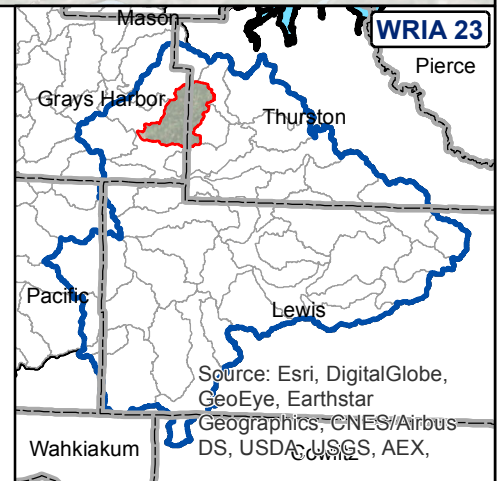 Mason
WRIA 23
Pierce
Grays Harbor
Thurston
Pacific
Lewis
Source: Esri, DigitalGlobe,
GeoEye, Earthstar
Geographics, CNES/Airbus
DS, USDA, USGS, AEX,
Wahkiakum
Cowlitz